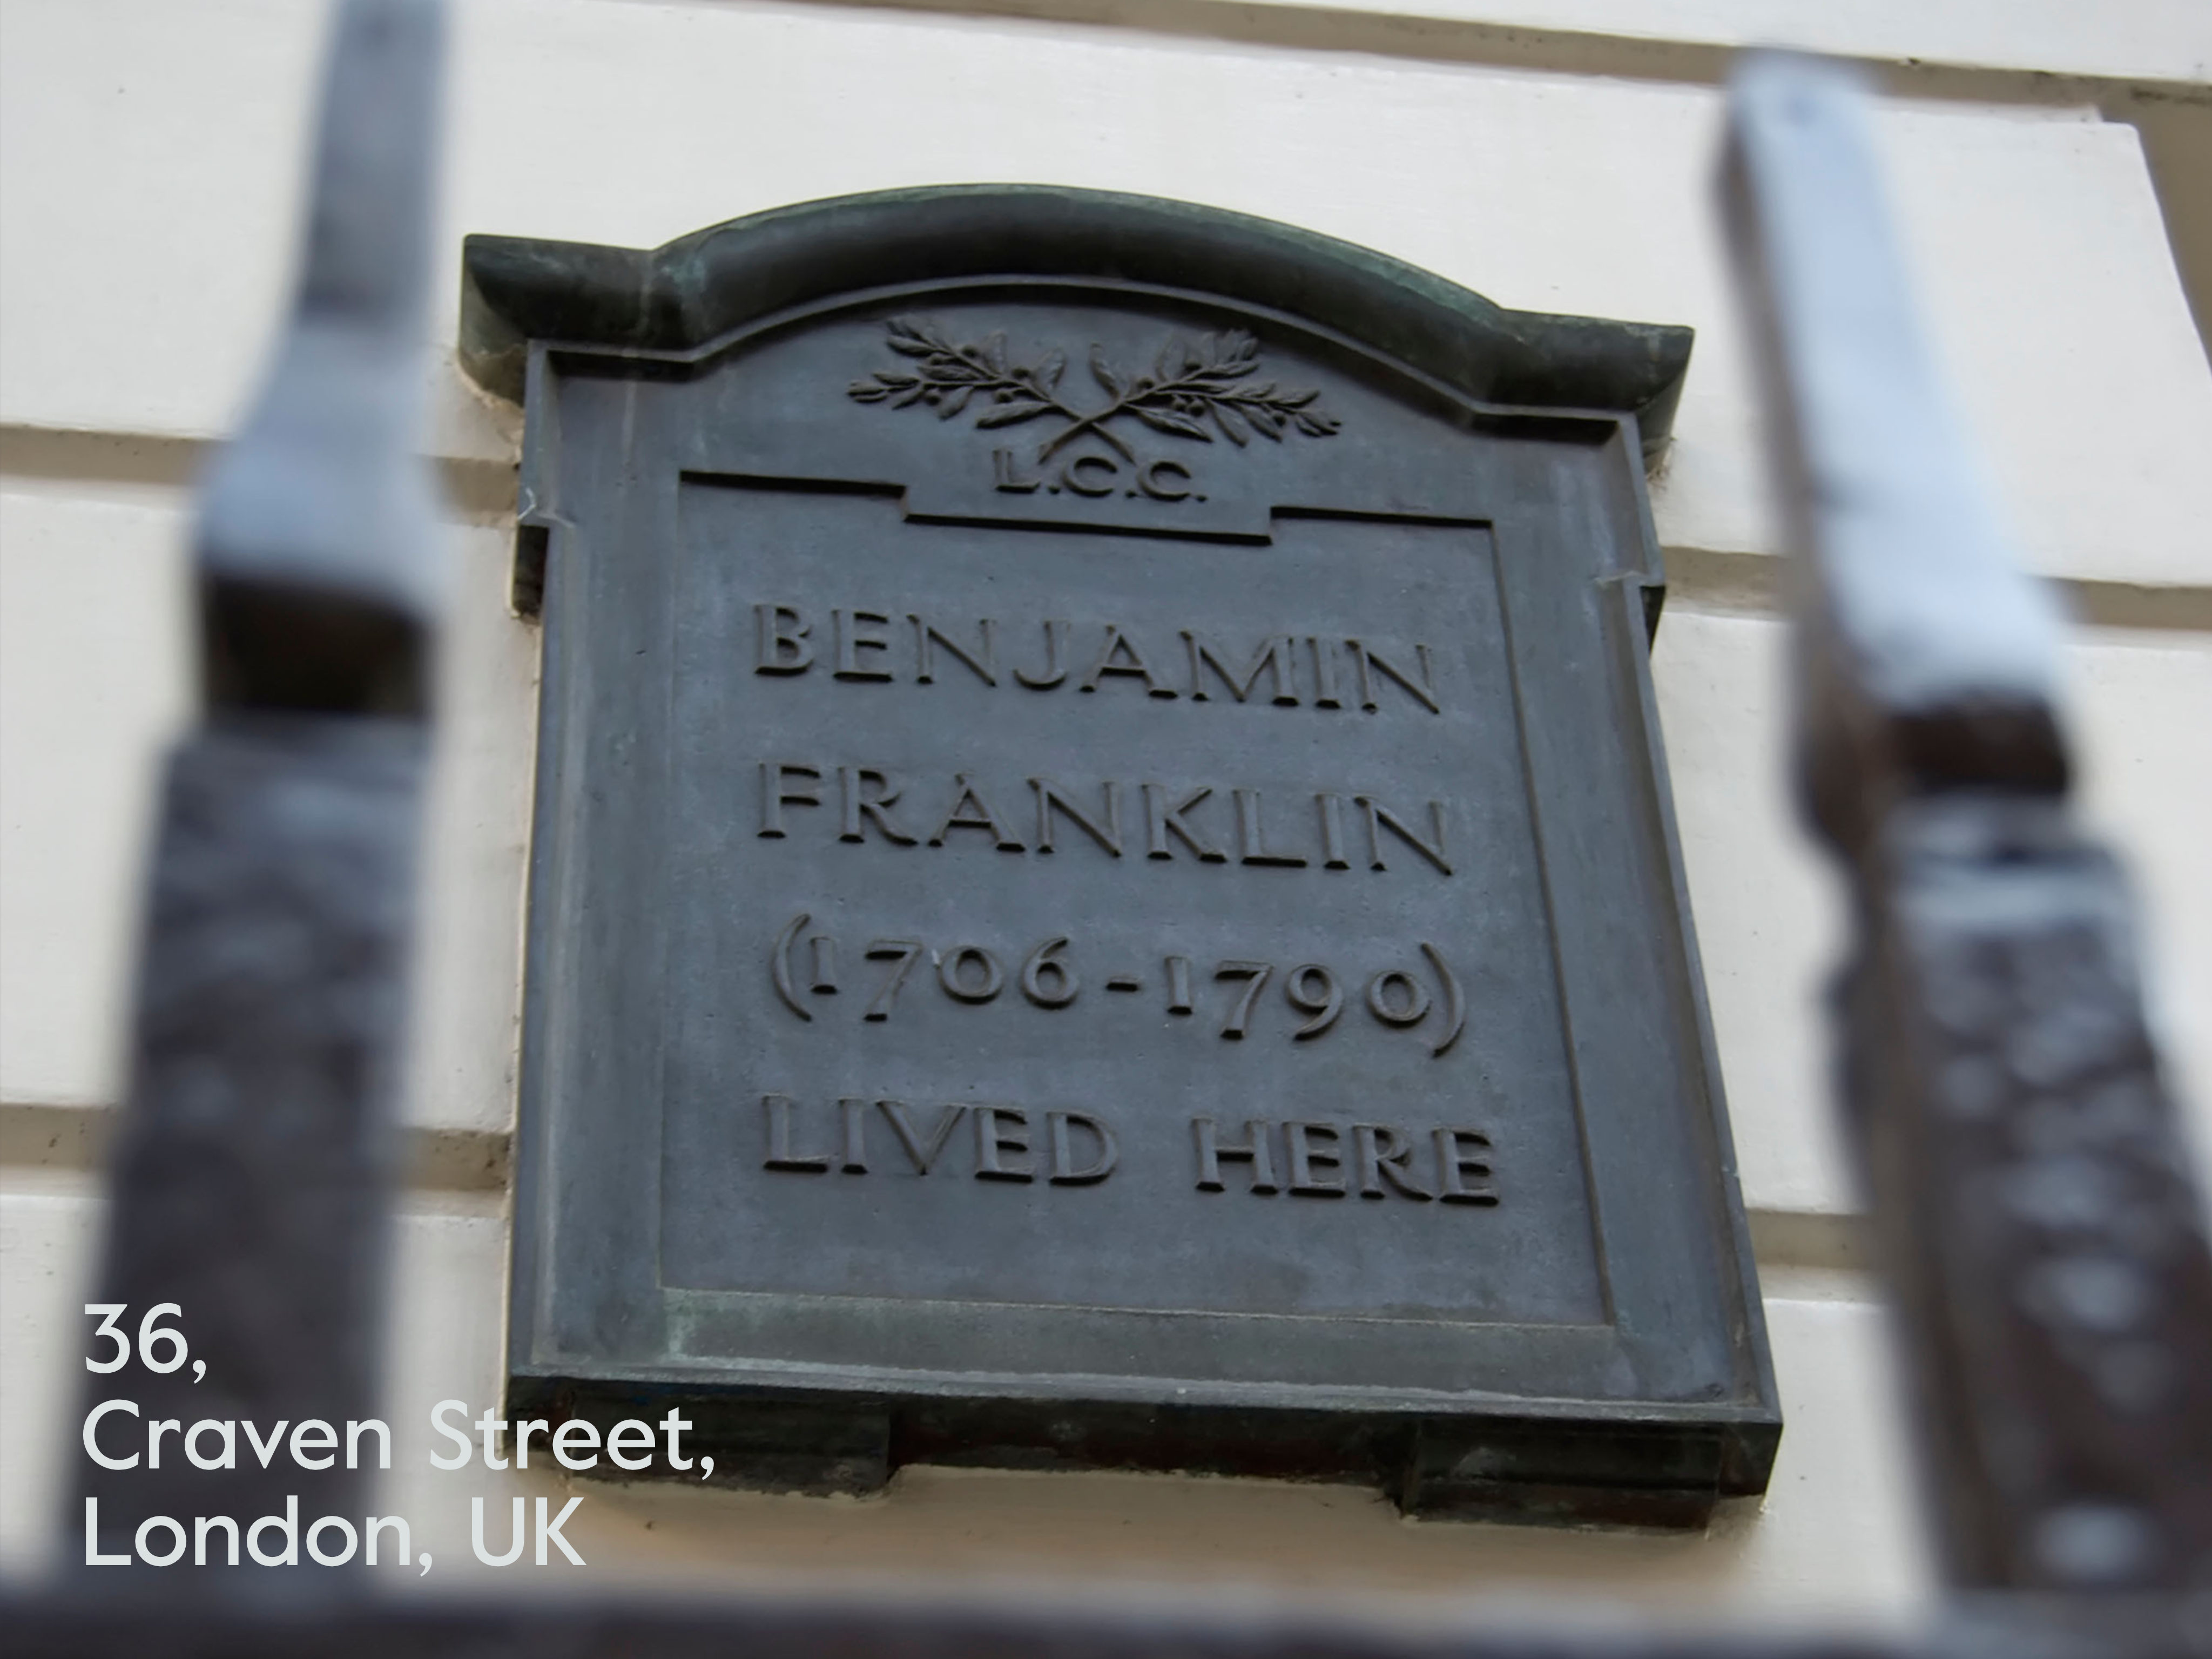 L.C.C.
BENJAMIN
FRANKLIN
(1706-1790)
LIVED HERE
36,
Craven Street,
London, UK